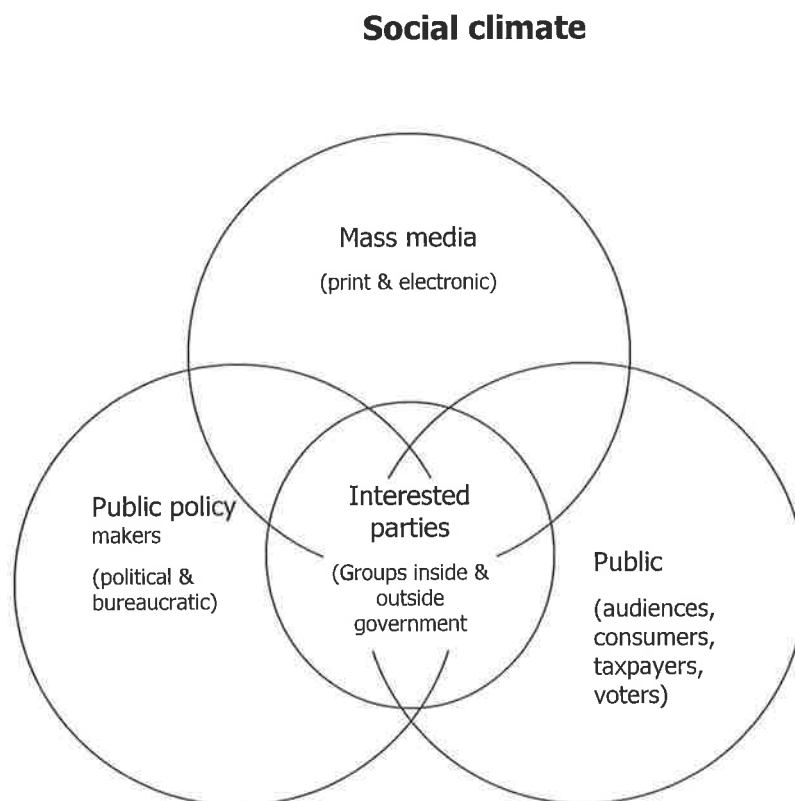 Social climate
Mass media
(print & electronic)
Public policy
makers
(political &
bureaucratic)
Interested
parties
(Groups inside &
outside
government
Public
(audiences,
consumers,
taxpayers,
voters)